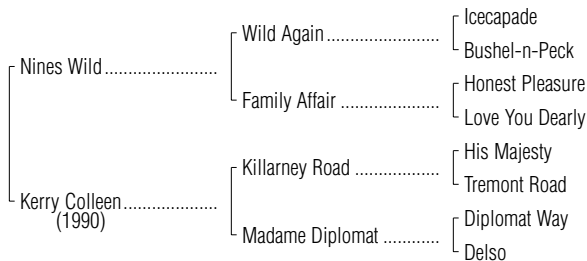 Icecapade
Wild Again
Bushel-n-Peck
Nines Wild
Honest Pleasure
Family Affair
Love You Dearly
His Majesty
Killarney Road
Tremont Road
Kerry Colleen
(1990)
Diplomat Way
Madame Diplomat
Delso